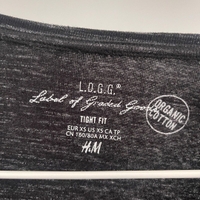 L.O.G.G.®
Label of Graded Goods
ORGANIC
COTTON
TIGHT FIT
EUR XS US XS CA TP
CN 160/80A MX XCH
H&M